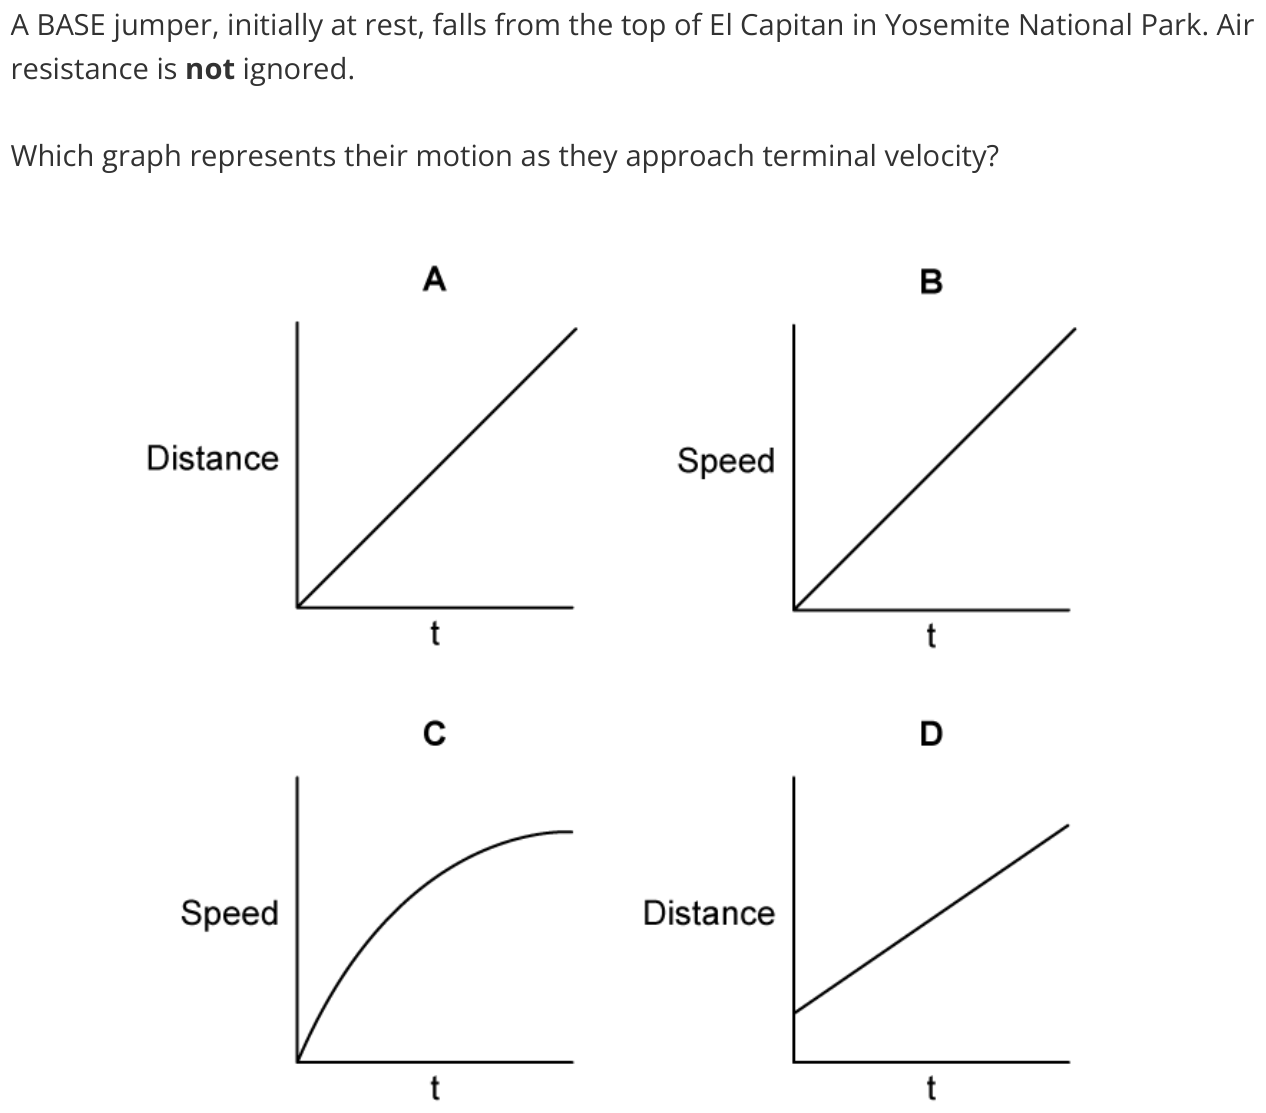 A BASE jumper, initially at rest, falls from the top of El Capitan in Yosemite National Park. Air
resistance is not ignored.
Which graph represents their motion as they approach terminal velocity?
A
Distance
t
B
Speed
t
C
Speed
t
D
Distance
t